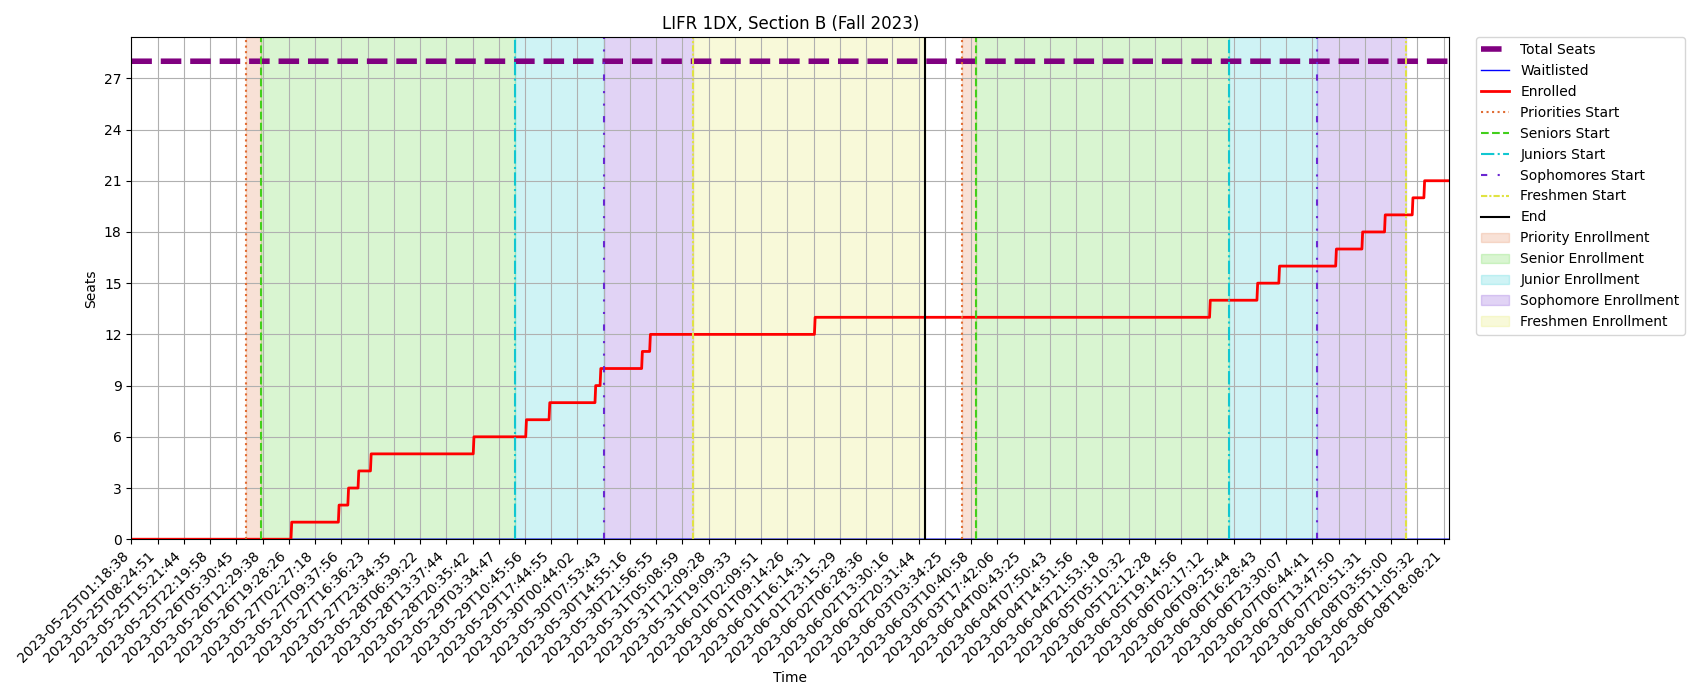 LIFR 1DX, Section B (Fall 2023)
Total Seats
Waitlisted
Enrolled
Priorities Start
Seniors Start
Juniors Start
Sophomores Start
Freshmen Start
End
Priority Enrollment
Senior Enrollment
Junior Enrollment
Sophomore Enrollment
Freshmen Enrollment
Seats
27
24
21
18
15
12
9
6
3
0
2023-05-25T01:18:38
2023-05-25T08:24:51
2023-05-25T15:21:44
2023-05-25T22:19:58
2023-05-26T05:30:45
2023-05-26T12:29:38
2023-05-26T19:28:26
2023-05-27T02:27:18
2023-05-27T09:37:56
2023-05-27T16:36:23
2023-05-27T23:34:35
2023-05-28T06:39:22
2023-05-28T13:37:44
2023-05-28T20:35:42
2023-05-29T03:34:47
2023-05-29T10:45:56
2023-05-29T17:44:55
2023-05-30T00:44:02
2023-05-30T07:53:43
2023-05-30T14:55:16
2023-05-30T21:56:55
2023-05-31T05:08:59
2023-05-31T12:09:28
2023-05-31T19:09:33
2023-06-01T02:09:51
2023-06-01T09:14:26
2023-06-01T16:14:31
2023-06-01T23:15:29
2023-06-02T06:28:36
2023-06-02T13:30:16
2023-06-02T20:31:44
2023-06-03T03:34:25
2023-06-03T10:40:58
2023-06-03T17:42:06
2023-06-04T00:43:25
2023-06-04T07:50:43
2023-06-04T14:51:56
2023-06-04T21:53:18
2023-06-05T05:10:32
2023-06-05T12:12:28
2023-06-05T19:14:56
2023-06-06T02:17:12
2023-06-06T09:25:44
2023-06-06T16:28:43
2023-06-06T23:30:07
2023-06-07T06:44:41
2023-06-07T13:47:50
2023-06-07T20:51:31
2023-06-08T03:55:00
2023-06-08T11:05:32
2023-06-08T18:08:21
Time